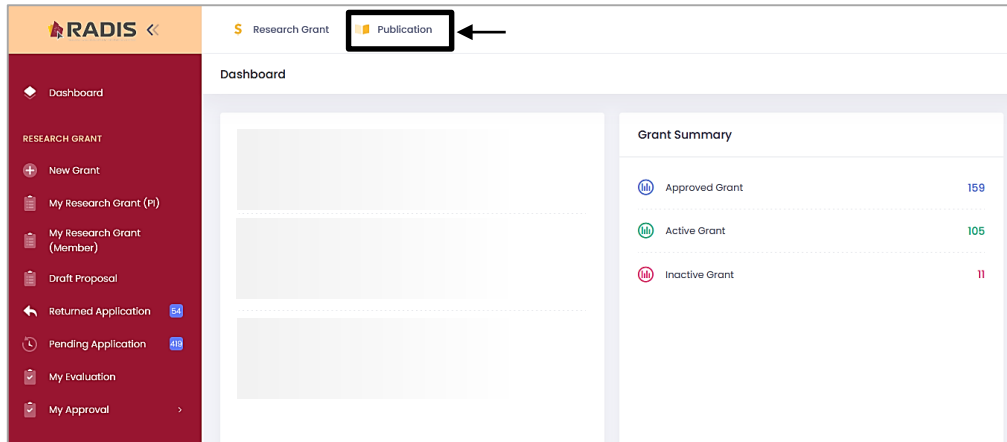 RADIS
$ Research Grant
Publication
Dashboard
Dashboard
RESEARCH GRANT
New Grant
My Research Grant (PI)
My Research Grant
(Member)
Draft Proposal
Returned Application 54
Pending Application 419
My Evaluation
My Approval
Grant Summary
Approved Grant 159
Active Grant 105
Inactive Grant 11